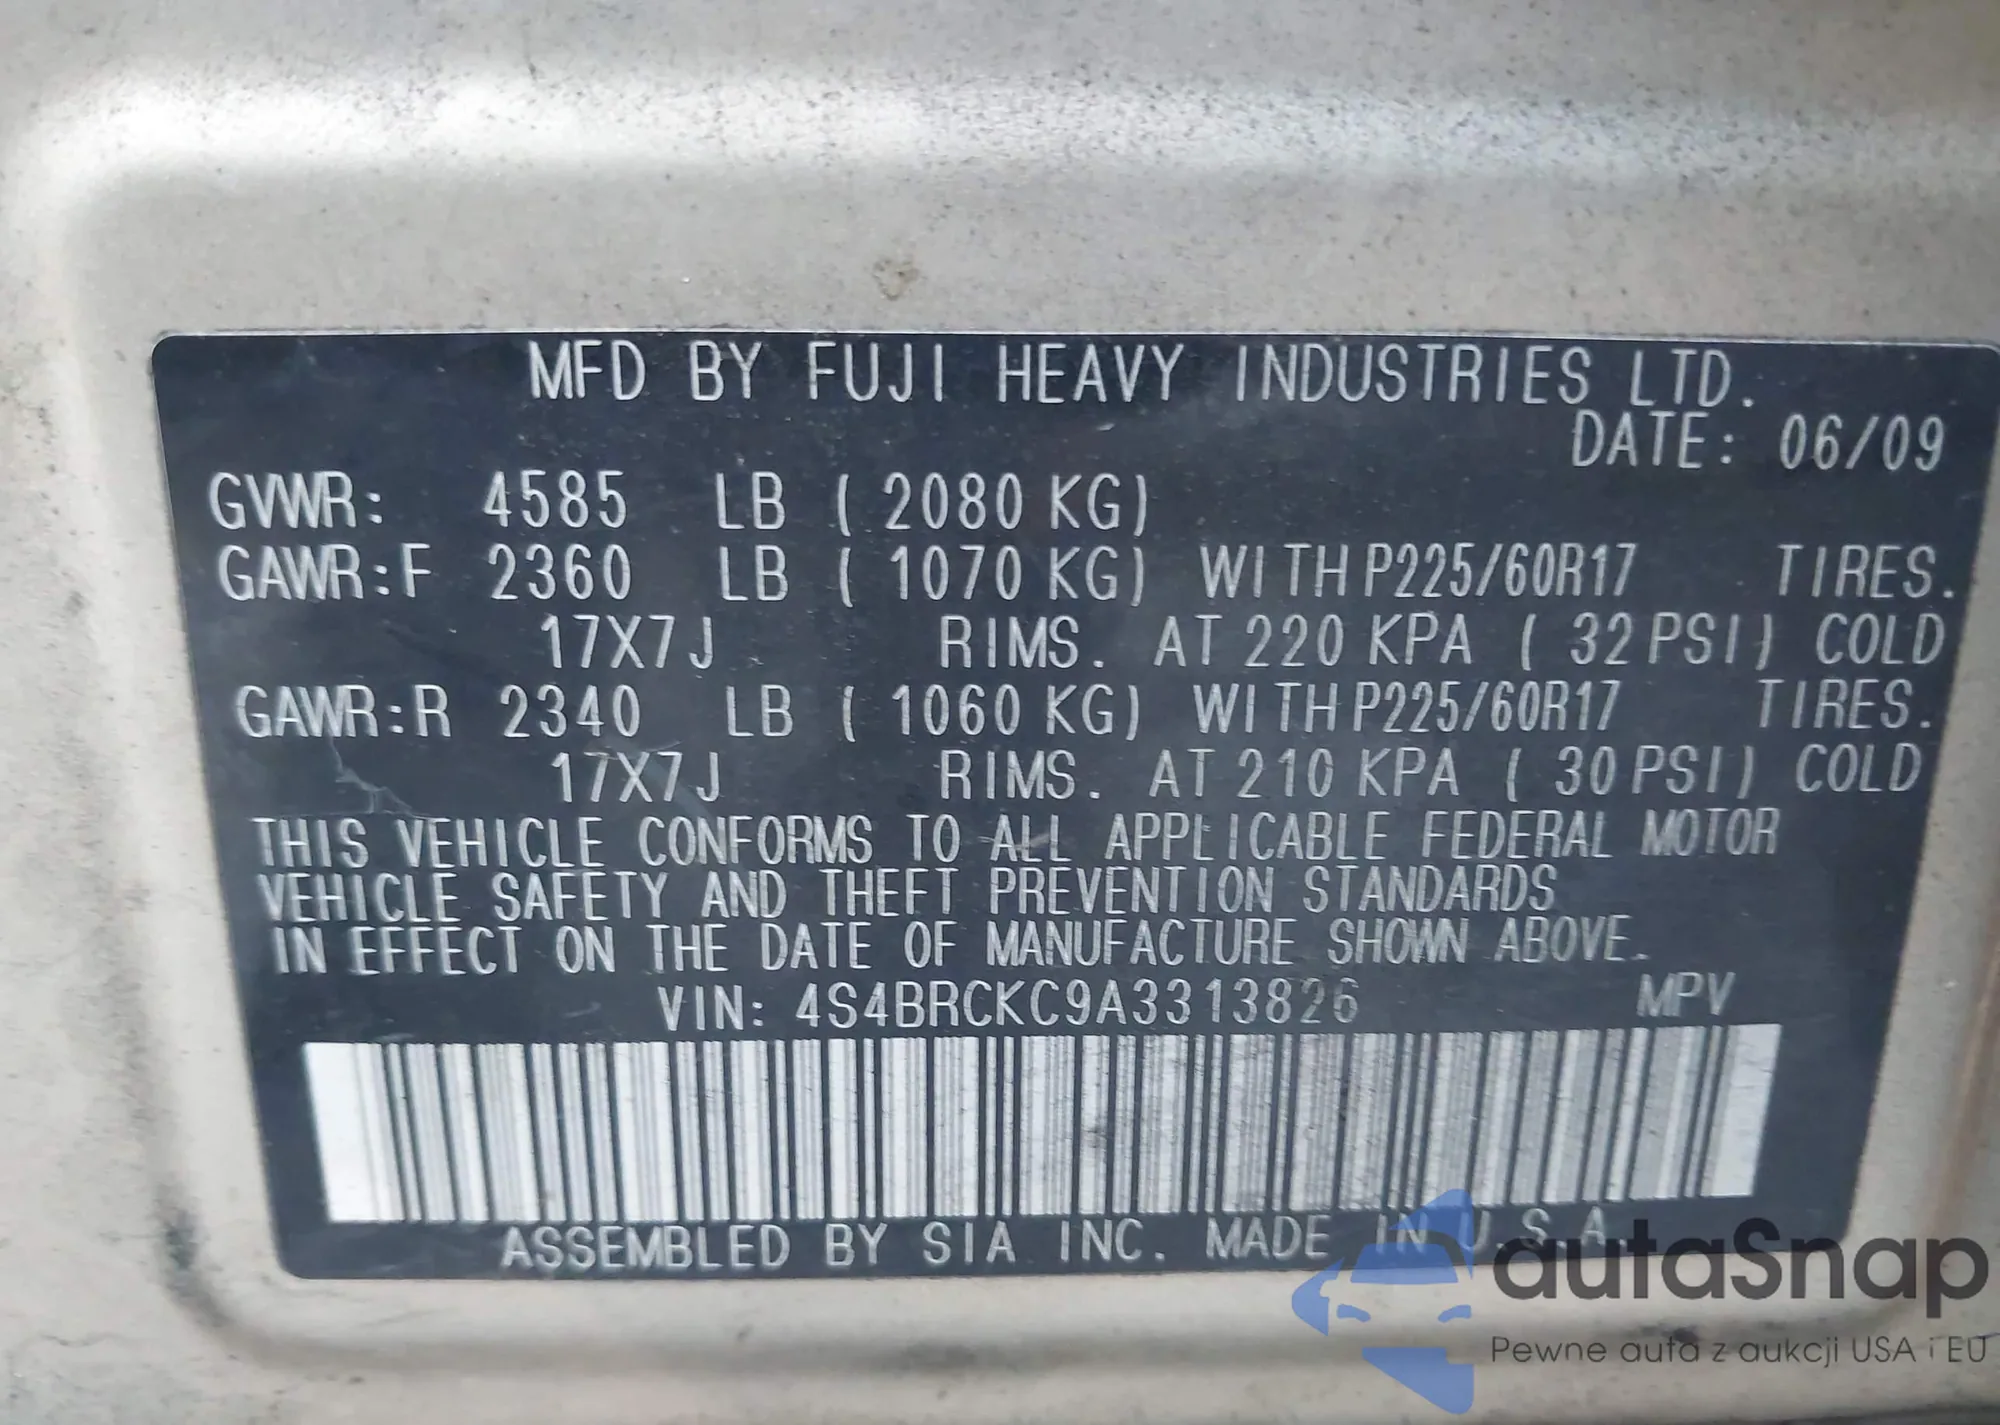 MFD BY FUJI HEAVY INDUSTRIES LTD.
DATE: 06/09
GVWR: 4585 LB ( 2080 KG)
GAWR:F 2360 LB ( 1070 KG) WITH P225/60R17 TIRES.
17X7J RIMS. AT 220 KPA ( 32 PSI) COLD
GAWR:R 2340 LB ( 1060 KG) WITH P225/60R17 TIRES.
17X7J RIMS. AT 210 KPA ( 30 PSI) COLD
THIS VEHICLE CONFORMS TO ALL APPLICABLE FEDERAL MOTOR
VEHICLE SAFETY AND THEFT PREVENTION STANDARDS
IN EFFECT ON THE DATE OF MANUFACTURE SHOWN ABOVE.
VIN: 4S4BRCKC9A3313826 MPV
ASSEMBLED BY SIA INC. MADE IN U.S.A.
autaSnap
Pewne auta z aukcji USA i EU